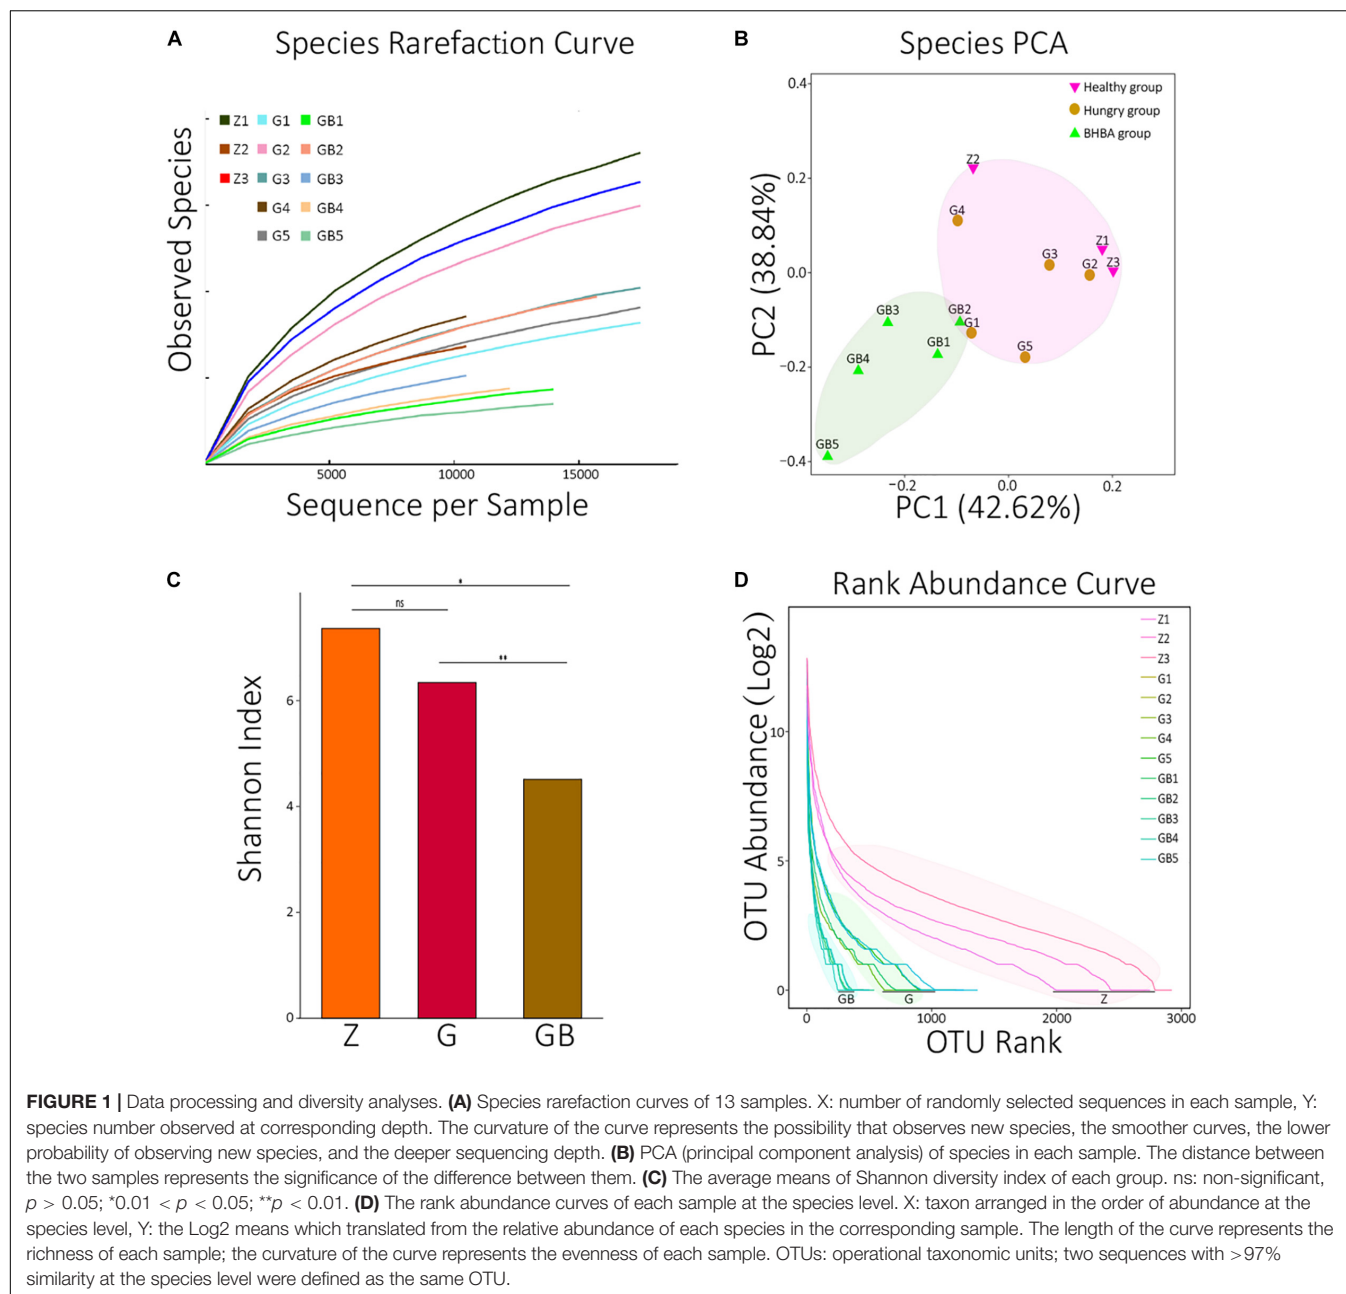 A
Species Rarefaction Curve
Z1 G1 GB1
Z2 G2 GB2
Z3 G3 GB3
G4 GB4
G5 GB5
Observed Species
5000 10000 15000
Sequence per Sample
B
Species PCA
Healthy group
Hungry group
BHBA group
0.4
0.2
0.0
−0.2
−0.4
PC2 (38.84%)
Z2
G4
Z1
G3
G2
Z3
GB3
GB2
G1
GB1
G5
GB4
GB5
−0.2 0.0 0.2
PC1 (42.62%)
C
*
ns
**
Shannon Index
6
4
2
0
Z G GB
D
Rank Abundance Curve
Z1
Z2
Z3
G1
G2
G3
G4
G5
GB1
GB2
GB3
GB4
GB5
OTU Abundance (Log2)
10
5
0
GB G Z
0 1000 2000 3000
OTU Rank
FIGURE 1 | Data processing and diversity analyses. (A) Species rarefaction curves of 13 samples. X: number of randomly selected sequences in each sample, Y:
species number observed at corresponding depth. The curvature of the curve represents the possibility that observes new species, the smoother curves, the lower
probability of observing new species, and the deeper sequencing depth. (B) PCA (principal component analysis) of species in each sample. The distance between
the two samples represents the significance of the difference between them. (C) The average means of Shannon diversity index of each group. ns: non-significant,
p > 0.05; *0.01 < p < 0.05; **p < 0.01. (D) The rank abundance curves of each sample at the species level. X: taxon arranged in the order of abundance at the
species level, Y: the Log2 means which translated from the relative abundance of each species in the corresponding sample. The length of the curve represents the
richness of each sample; the curvature of the curve represents the evenness of each sample. OTUs: operational taxonomic units; two sequences with >97%
similarity at the species level were defined as the same OTU.